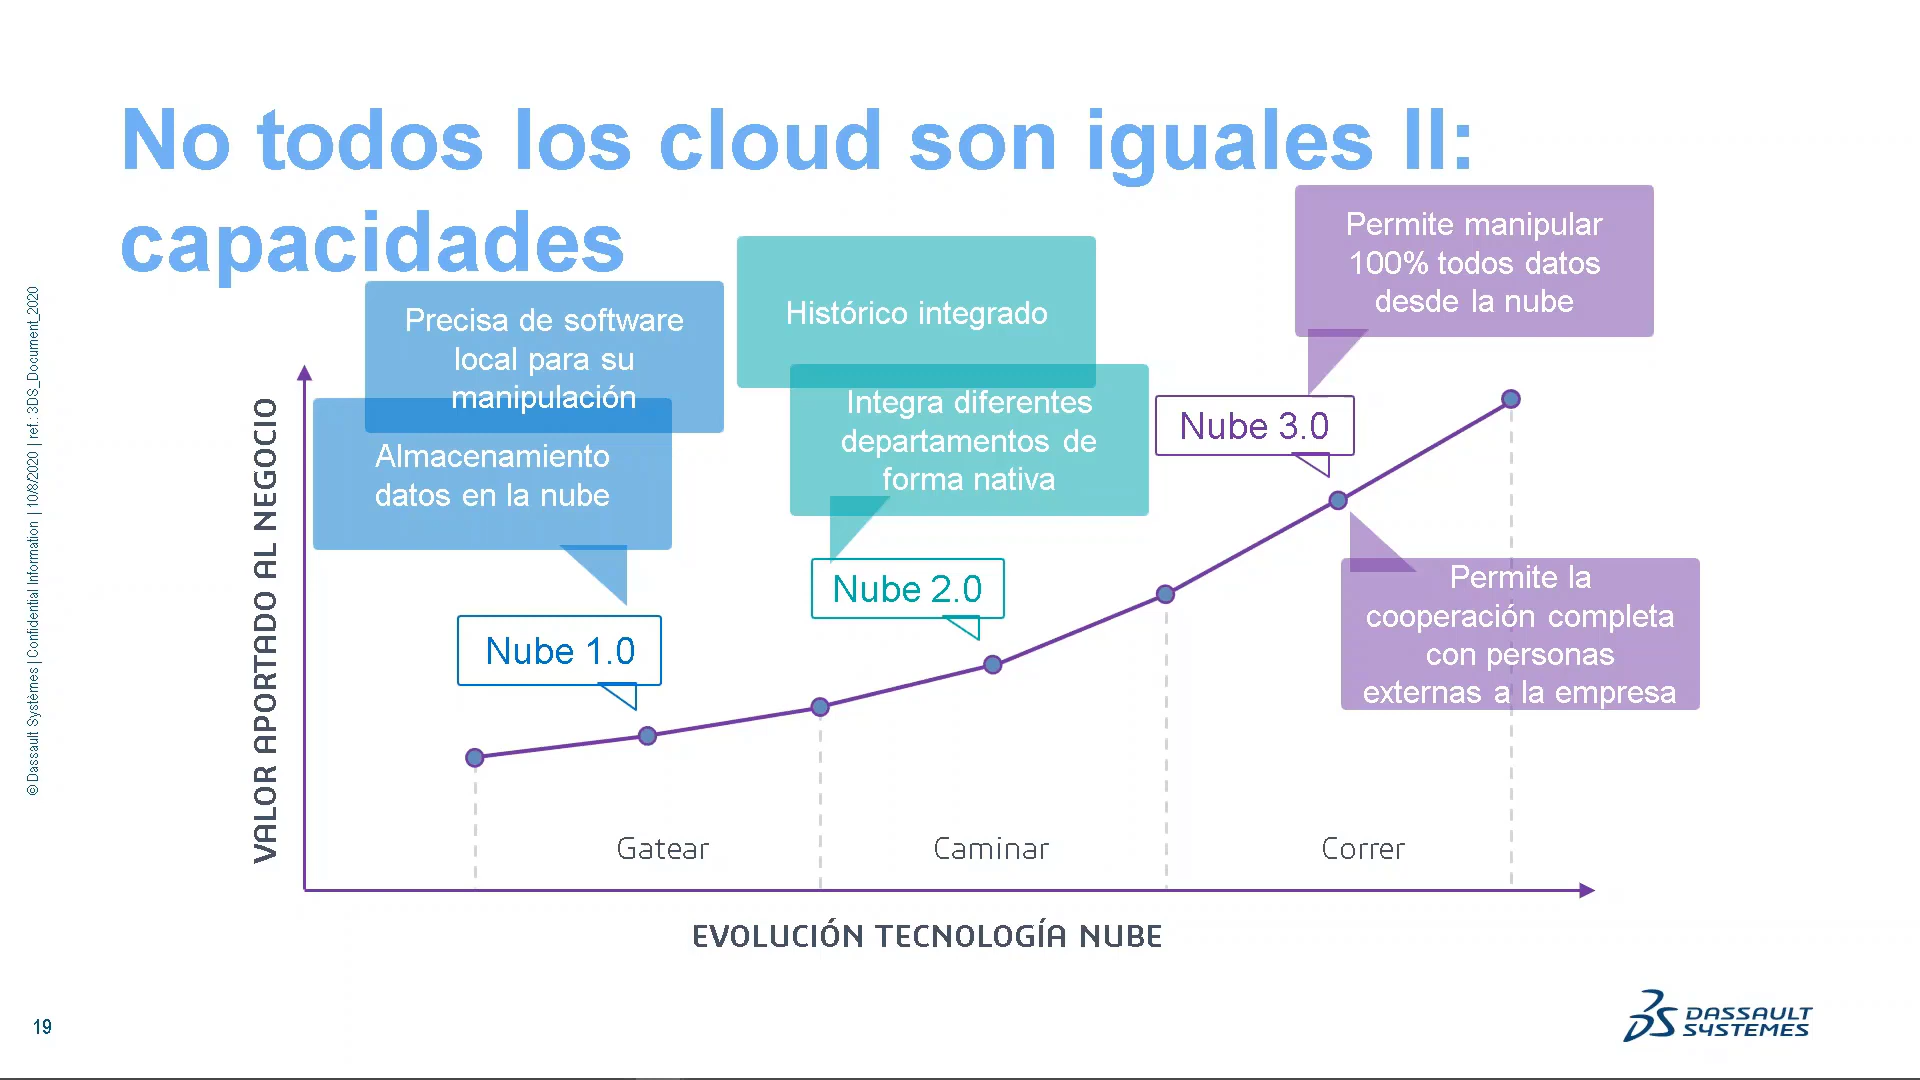 No todos los cloud son iguales II:
capacidades
Permite manipular
100% todos datos
desde la nube
Histórico integrado
Precisa de software
local para su
manipulación
Integra diferentes
departamentos de
forma nativa
Almacenamiento
datos en la nube
Nube 3.0
Nube 2.0
Nube 1.0
Permite la
cooperación completa
con personas
externas a la empresa
VALOR APORTADO AL NEGOCIO
Gatear
Caminar
Correr
EVOLUCIÓN TECNOLOGÍA NUBE
© Dassault Systèmes | Confidential Information | 10/8/2020 | ref.: 3DS_Document_2020
19
DASSAULT
SYSTEMES